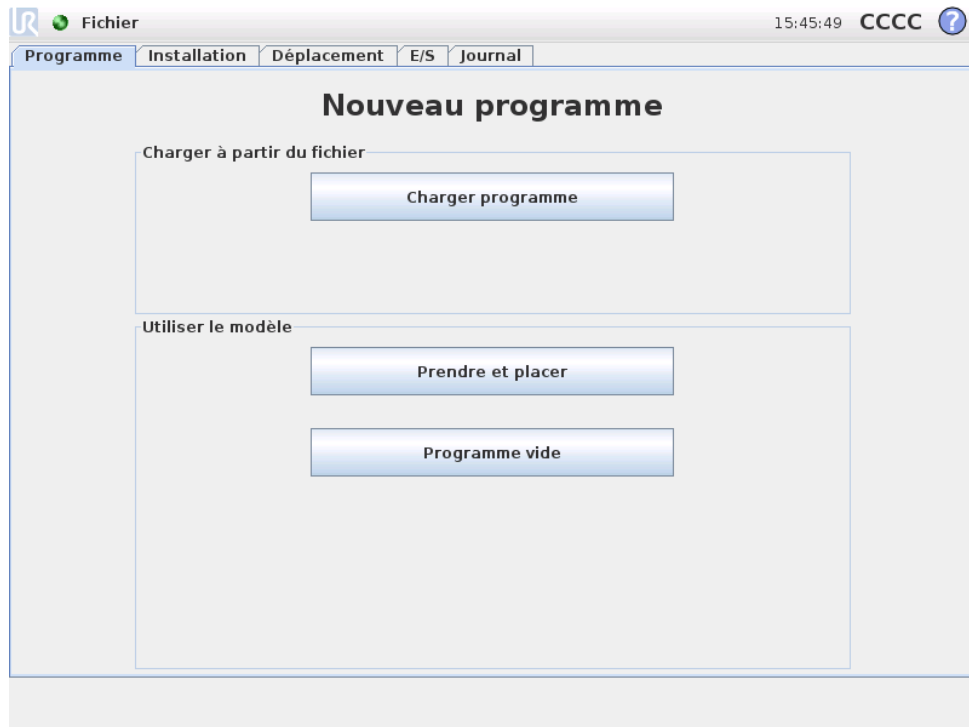 UR Fichier 15:45:49 CCCC ?
Programme Installation Déplacement E/S Journal
Nouveau programme
Charger à partir du fichier
Charger programme
Utiliser le modèle
Prendre et placer
Programme vide